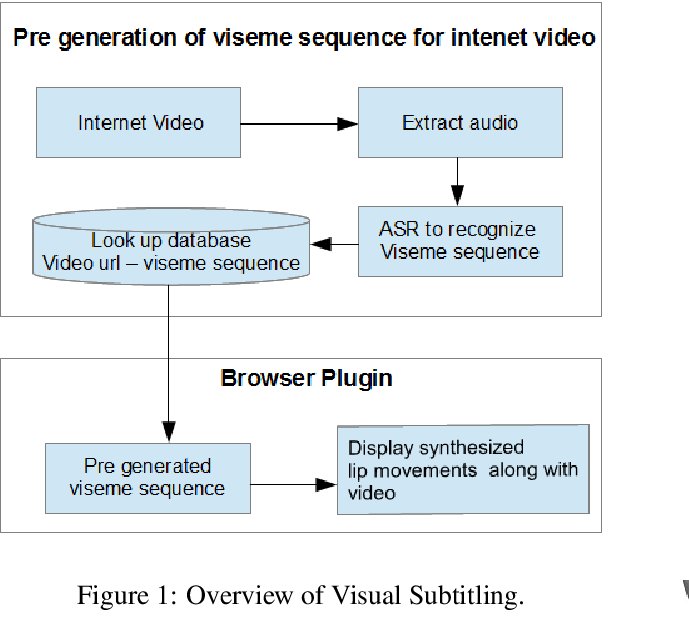 Pre generation of viseme sequence for intenet video
Internet Video
Extract audio
ASR to recognize
Viseme sequence
Look up database
Video url – viseme sequence
Browser Plugin
Pre generated
viseme sequence
Display synthesized
lip movements along with
video
Figure 1: Overview of Visual Subtitling.